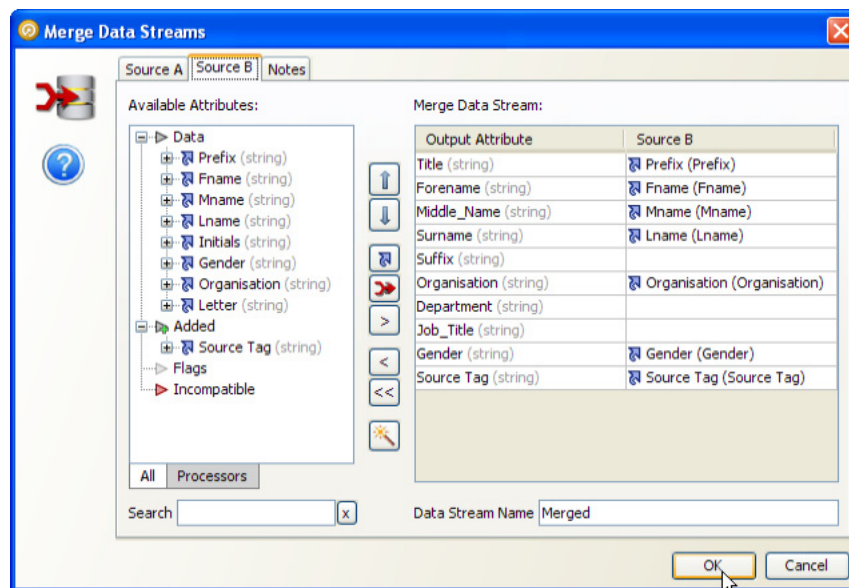 Merge Data Streams
Source A
Source B
Notes
Available Attributes:
Data
Prefix (string)
Fname (string)
Mname (string)
Lname (string)
Initials (string)
Gender (string)
Organisation (string)
Letter (string)
Added
Source Tag (string)
Flags
Incompatible
All
Processors
Search
x
>
<
<<
Merge Data Stream:
Output Attribute Source B
Title (string) Prefix (Prefix)
Forename (string) Fname (Fname)
Middle_Name (string) Mname (Mname)
Surname (string) Lname (Lname)
Suffix (string)
Organisation (string) Organisation (Organisation)
Department (string)
Job_Title (string)
Gender (string) Gender (Gender)
Source Tag (string) Source Tag (Source Tag)
Data Stream Name Merged
OK
Cancel